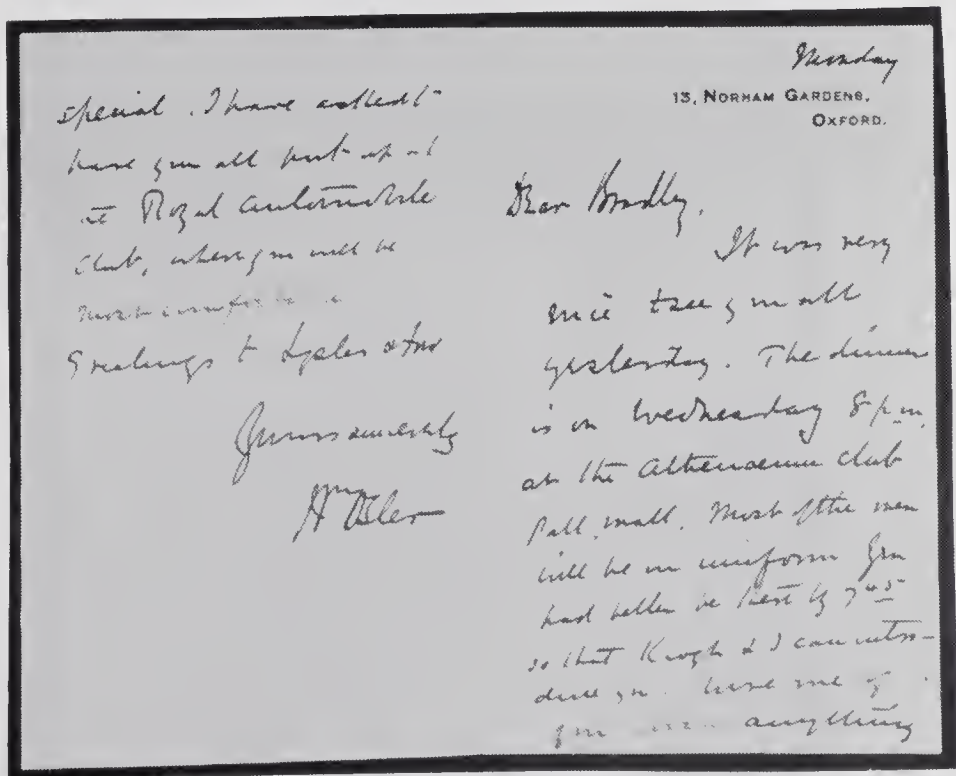 Monday
13, NORHAM GARDENS,
OXFORD.
Dear Bradley,
It was very
nice to see you all
yesterday. The dinner
is on Wednesday 8 p.m.
at the Athenaeum Club
Pall Mall. Most of the men
will be in uniform You
had better be there by 7 45
so that Keogh & I can intro-
duce you. me if
you anything
special. I have asked to
have you all put up at
the Royal Automobile
Club, where you will be
most comfortable
Greetings to &
Yours sincerely
Wm Osler